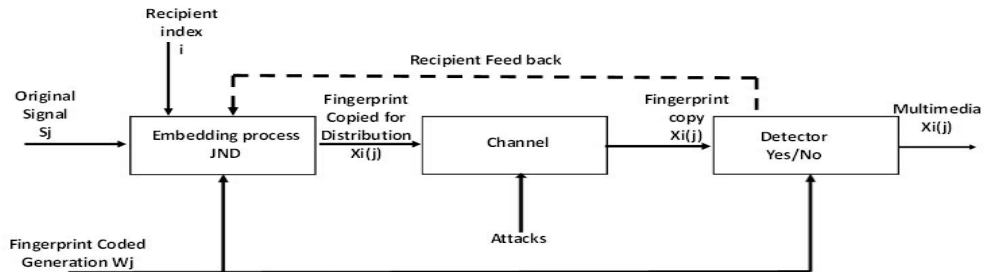 Recipient
index
i
Recipient Feed back
Original
Signal
Sj
Fingerprint
Copied for
Distribution
Xi(j)
Fingerprint
copy
Xi(j)
Multimedia
Xi(j)
Embedding process
JND
Channel
Detector
Yes/No
Attacks
Fingerprint Coded
Generation Wj